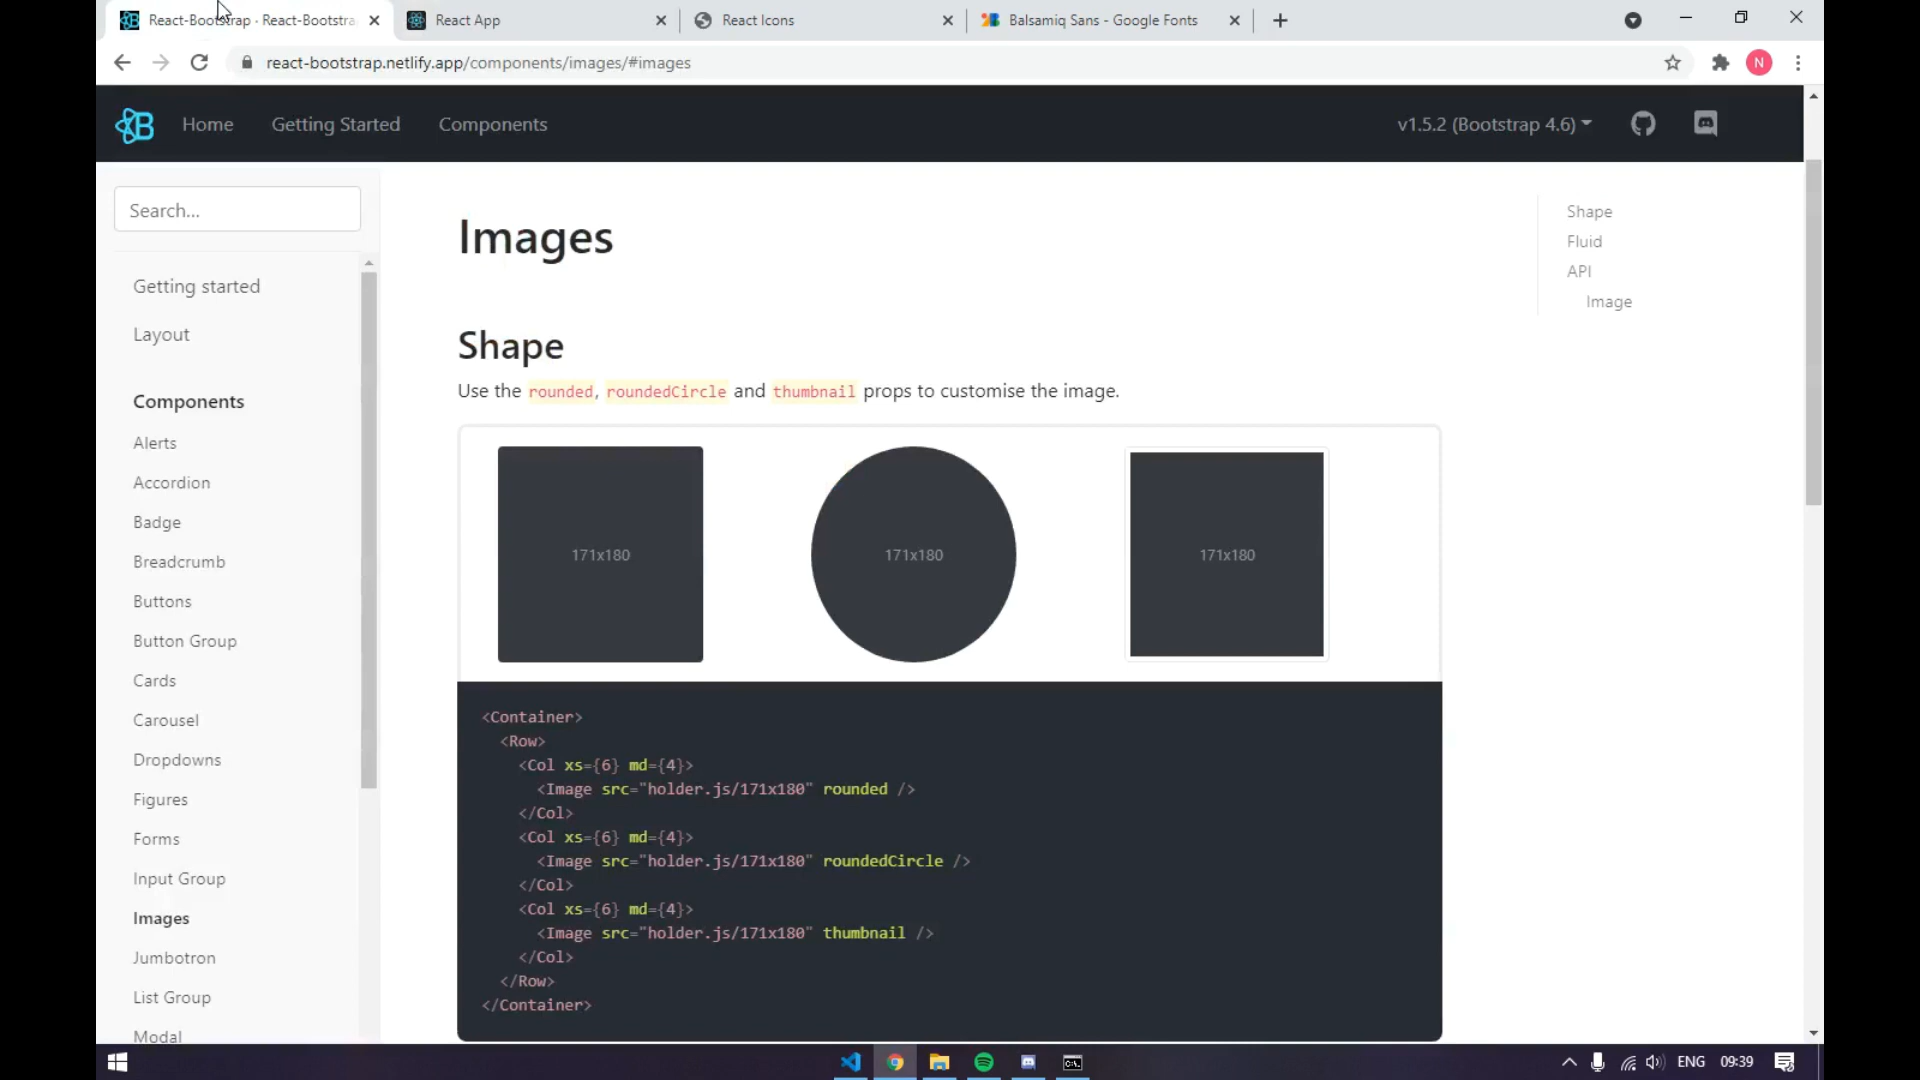 React-Bootstrap · React-Bootstra
React App
React Icons
Balsamiq Sans - Google Fonts
react-bootstrap.netlify.app/components/images/#images
N
B
Home
Getting Started
Components
v1.5.2 (Bootstrap 4.6)
Search...
Getting started
Layout
Components
Alerts
Accordion
Badge
Breadcrumb
Buttons
Button Group
Cards
Carousel
Dropdowns
Figures
Forms
Input Group
Images
Jumbotron
List Group
Modal
Images
Shape
Use the rounded, roundedCircle and thumbnail props to customise the image.
171x180
171x180
171x180
<Container>
<Row>
<Col xs={6} md={4}>
<Image src="holder.js/171x180" rounded />
</Col>
<Col xs={6} md={4}>
<Image src="holder.js/171x180" roundedCircle />
</Col>
<Col xs={6} md={4}>
<Image src="holder.js/171x180" thumbnail />
</Col>
</Row>
</Container>
Shape
Fluid
API
Image
ENG
09:39